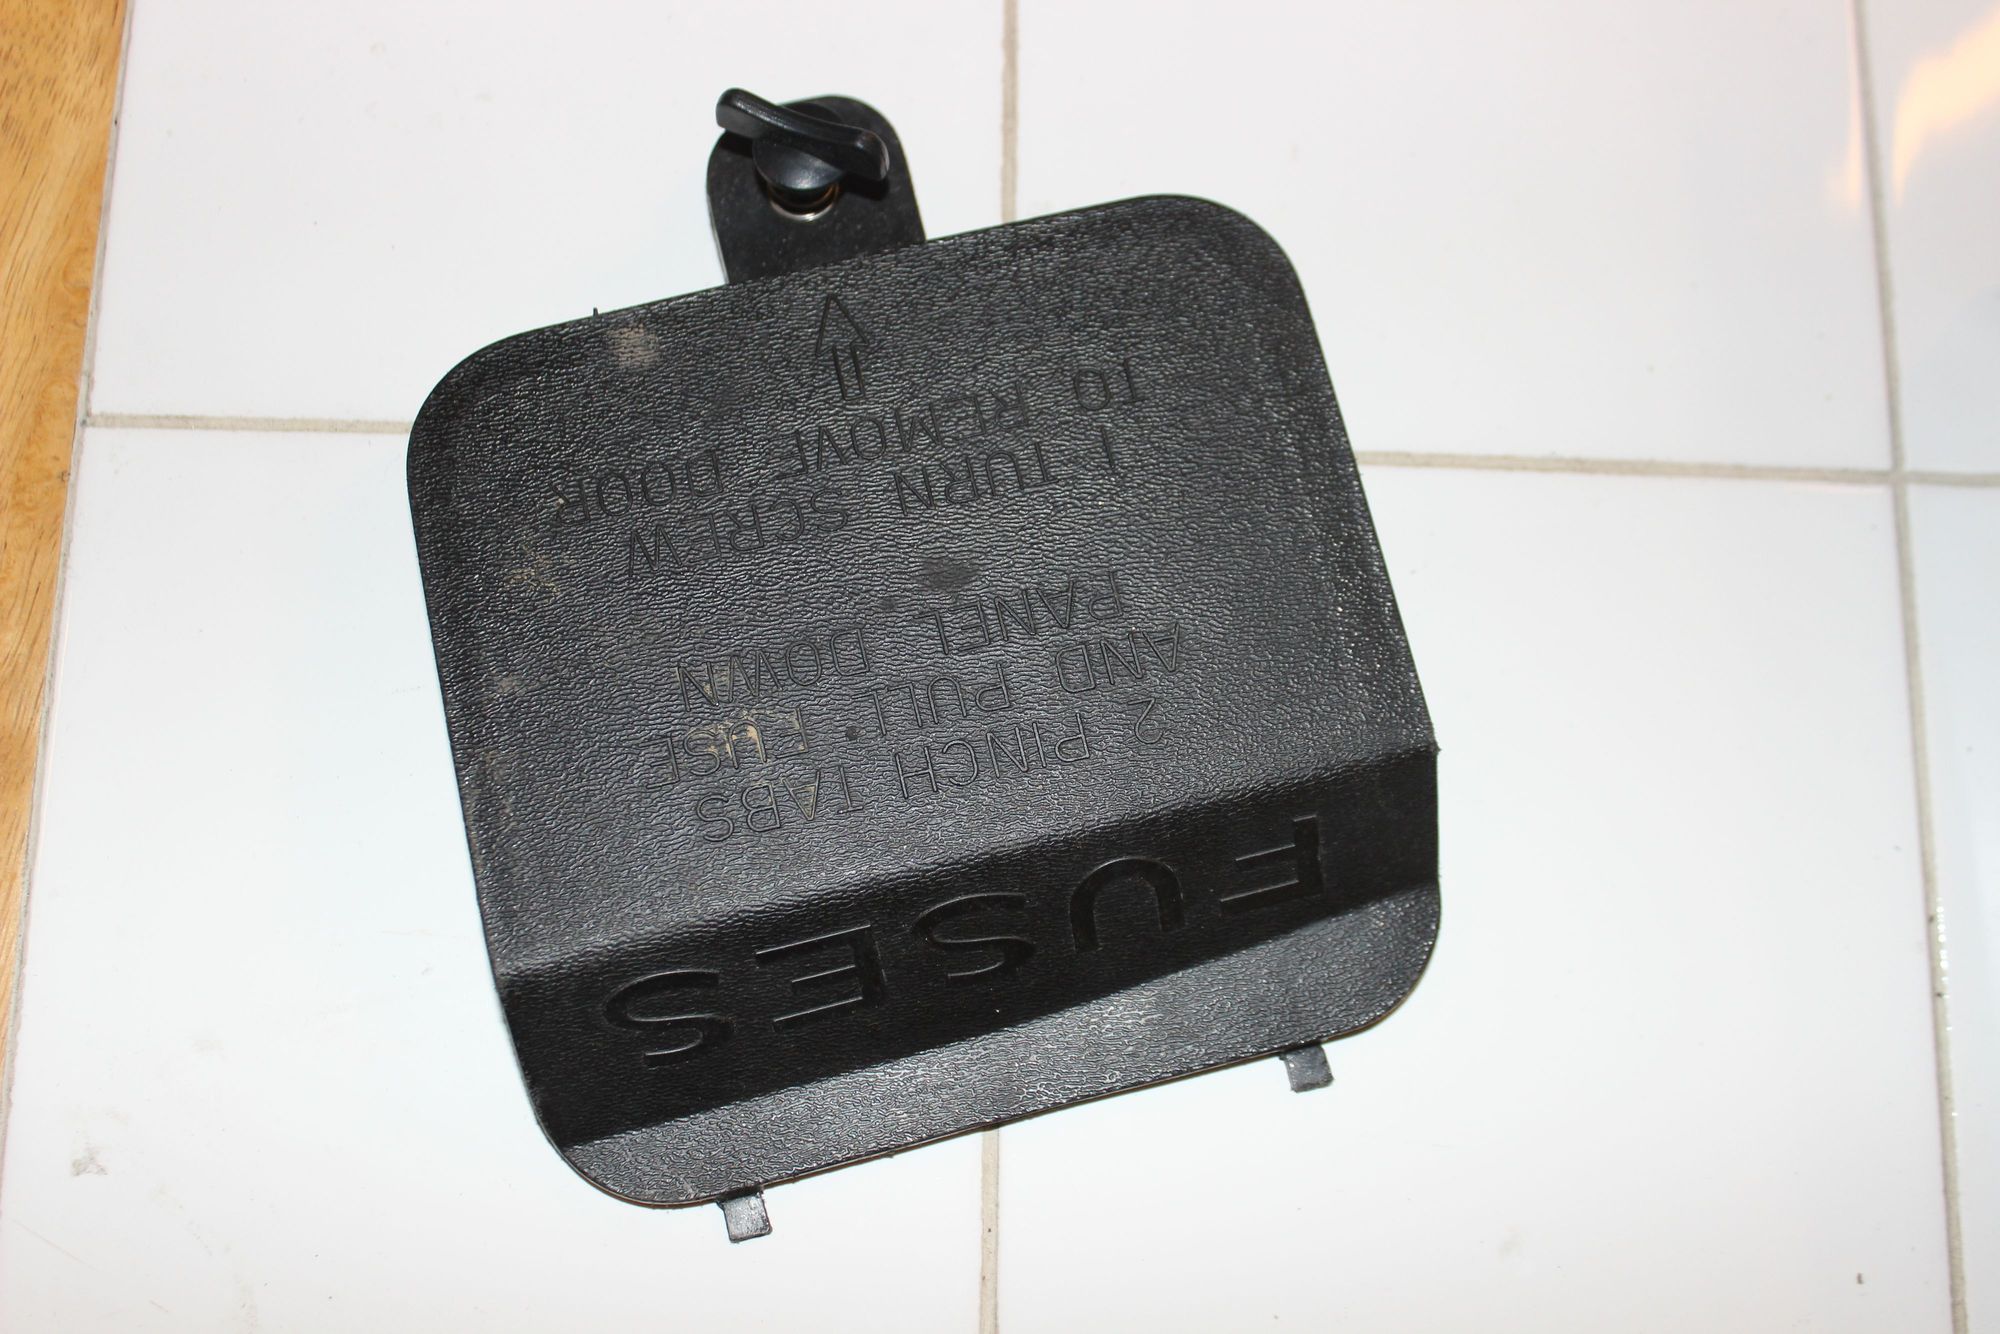 FUSES
2 PINCH TABS
AND PULL FUSE
PANEL DOWN
1 TURN SCREW
TO REMOVE DOOR